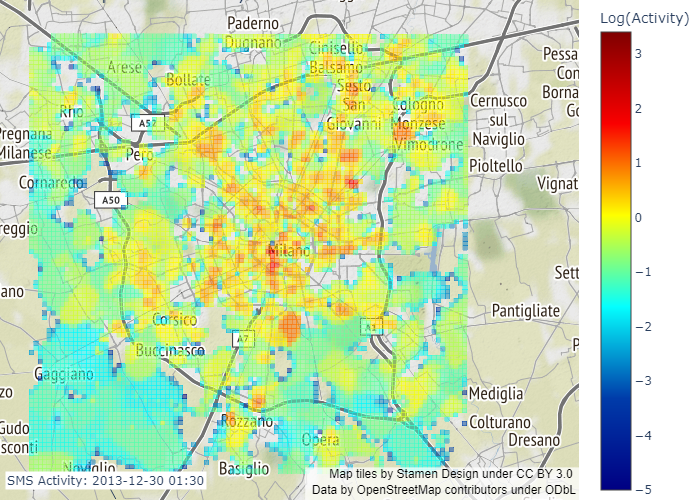 Log(Activity)
Paderno
Dugnano
Cinisello
Balsamo
Arese
Bollate
Sesto
San
Giovanni
Cologno
Monzese
Vimodrone
Cernusco
sul
Naviglio
Pessa
Con
Borna
Go
Rho
A52
Pregnana
Milanese
Pero
Pioltello
Cornaredo
A50
Vignat
reggio
Milano
Sett
ano
Pantigliate
Corsico
A1
A7
Buccinasco
P
Gaggiano
zo
Mediglia
Rozzano
Colturano
Gudo
sconti
Opera
Dresano
Noviglio
Basiglio
SMS Activity: 2013-12-30 01:30
Map tiles by Stamen Design under CC BY 3.0
Data by OpenStreetMap contributors under ODbL
3
2
1
0
−1
−2
−3
−4
−5